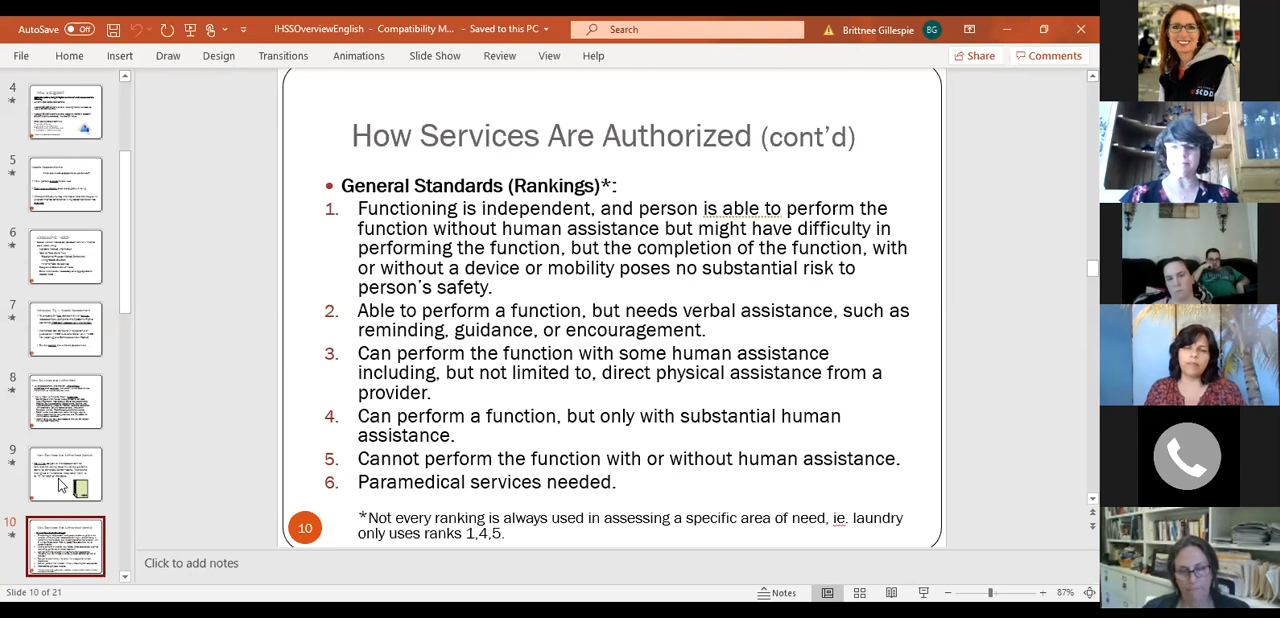 AutoSave Off IHSSOverviewEnglish - Compatibility M... - Saved to this PC Search Brittnee Gillespie BG
File Home Insert Draw Design Slide Show Transitions Animations Slide Show Review View Help Share Comments
How Services Are Authorized (cont'd)
• General Standards (Rankings)*:
1. Functioning is independent, and person is able to perform the
function without human assistance but might have difficulty in
performing the function, but the completion of the function, with
or without a device or mobility poses no substantial risk to
person's safety.
2. Able to perform a function, but needs verbal assistance, such as
reminding, guidance, or encouragement.
3. Can perform the function with some human assistance
including, but not limited to, direct physical assistance from a
provider.
4. Can perform a function, but only with substantial human
assistance.
5. Cannot perform the function with or without human assistance.
6. Paramedical services needed.
*Not every ranking is always used in assessing a specific area of need, ie. laundry
only uses ranks 1,4,5.
10
4
5
6
7
8
9
10
Click to add notes
Slide 10 of 21 Notes 87%
SCDD